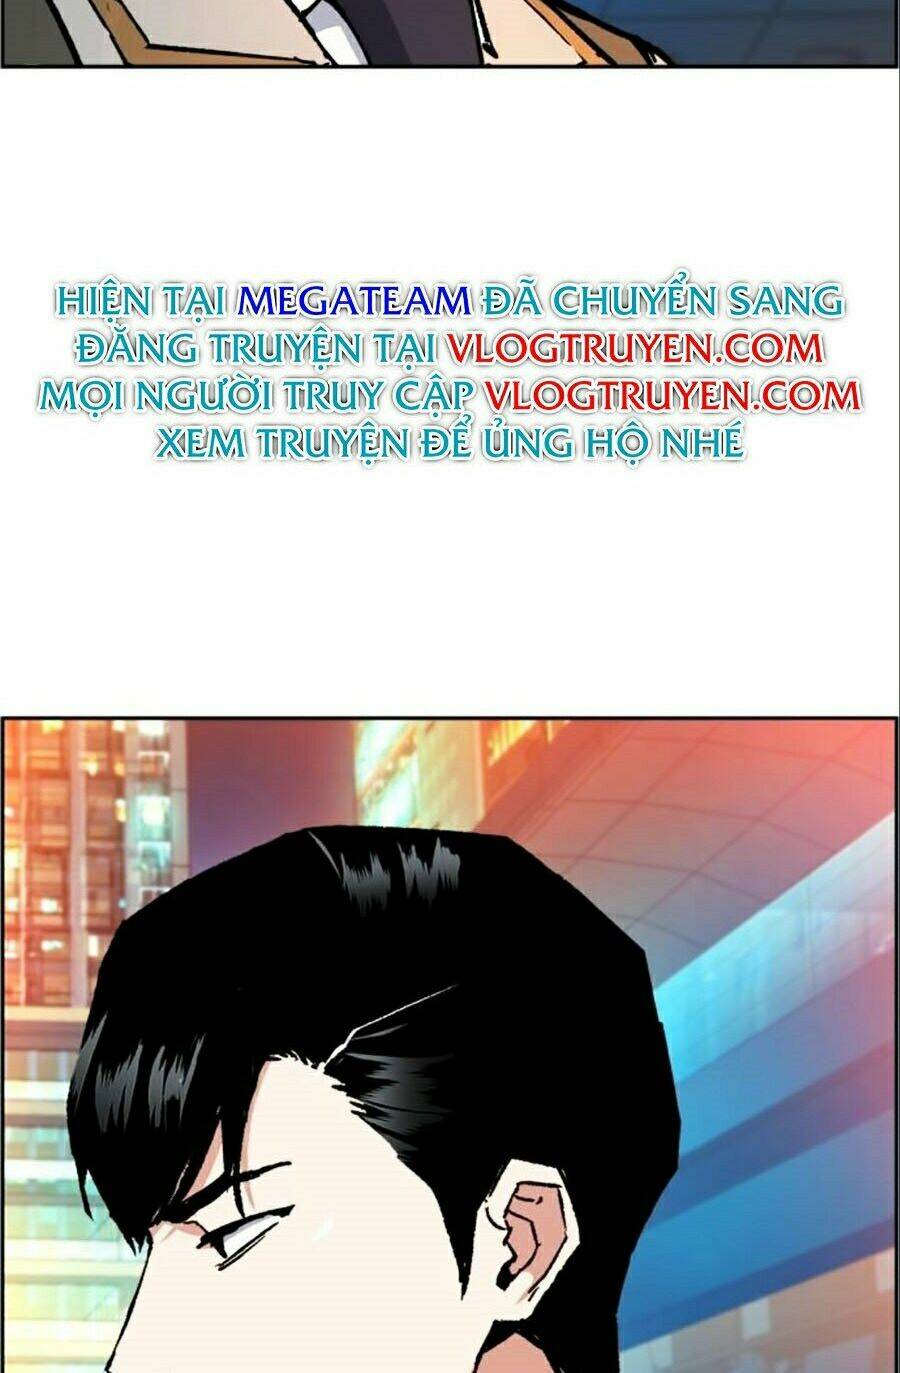 HIỆN TẠI MEGATEAM ĐÃ CHUYỂN SANG
ĐĂNG TRUYỆN TẠI VLOGTRUYEN.COM
MỌI NGƯỜI TRUY CẬP VLOGTRUYEN.COM
XEM TRUYỆN ĐỂ ỦNG HỘ NHÉ